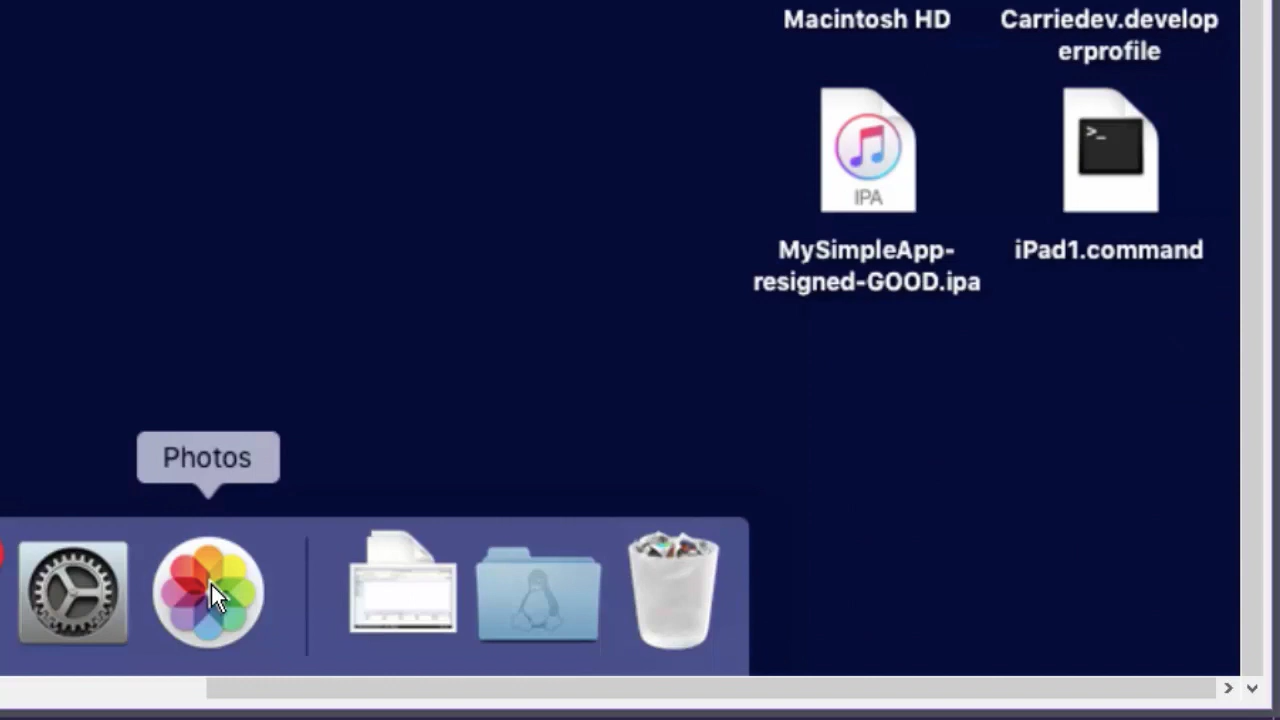 Macintosh HD
Carriedev.develop
erprofile
IPA
>_
MySimpleApp-
resigned-GOOD.ipa
iPad1.command
Photos